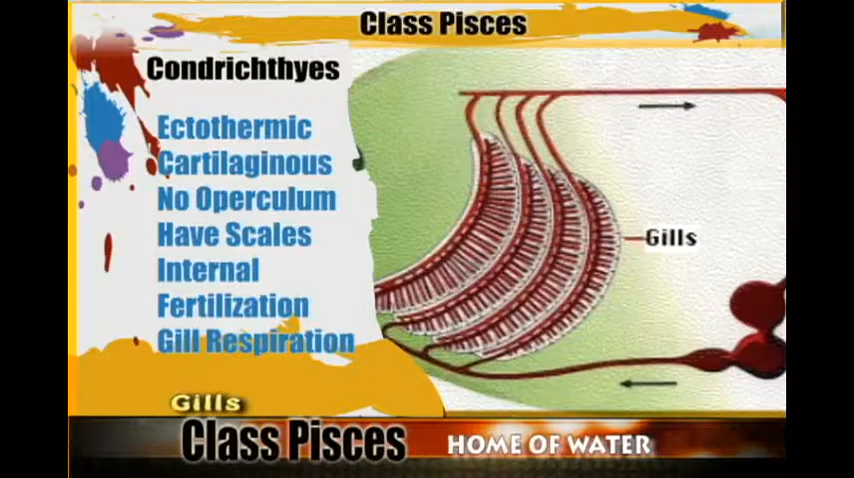 Class Pisces
Condrichthyes
Ectothermic
Cartilaginous
No Operculum
Have Scales
Internal
Fertilization
Gill Respiration
Gills
Gills
Class Pisces
HOME OF WATER